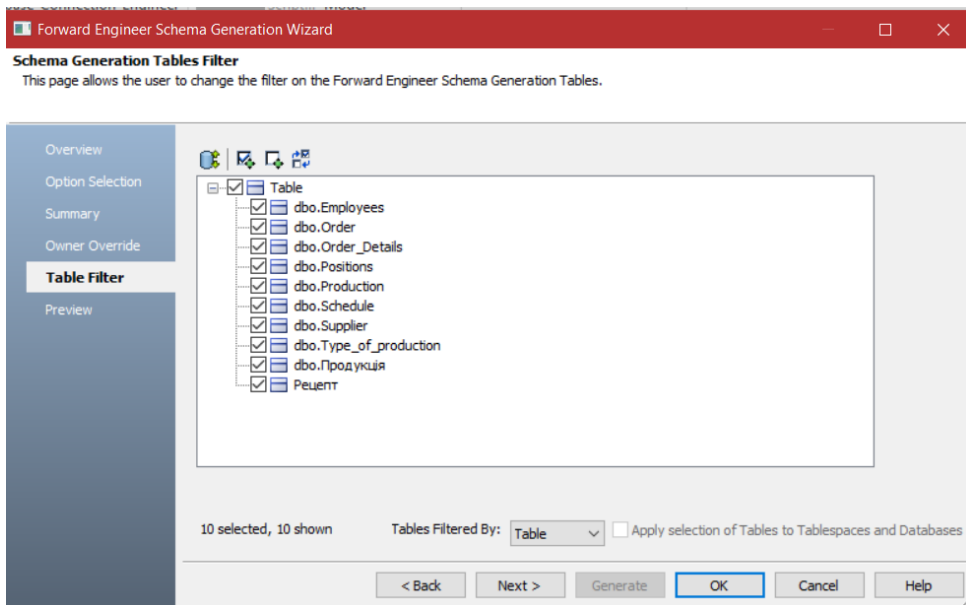 Forward Engineer Schema Generation Wizard
Schema Generation Tables Filter
This page allows the user to change the filter on the Forward Engineer Schema Generation Tables.
Overview
Option Selection
Summary
Owner Override
Table Filter
Preview
Table
dbo.Employees
dbo.Order
dbo.Order_Details
dbo.Positions
dbo.Production
dbo.Schedule
dbo.Supplier
dbo.Type_of_production
dbo.Продукція
Рецепт
10 selected, 10 shown
Tables Filtered By: Table
Apply selection of Tables to Tablespaces and Databases
< Back
Next >
Generate
OK
Cancel
Help